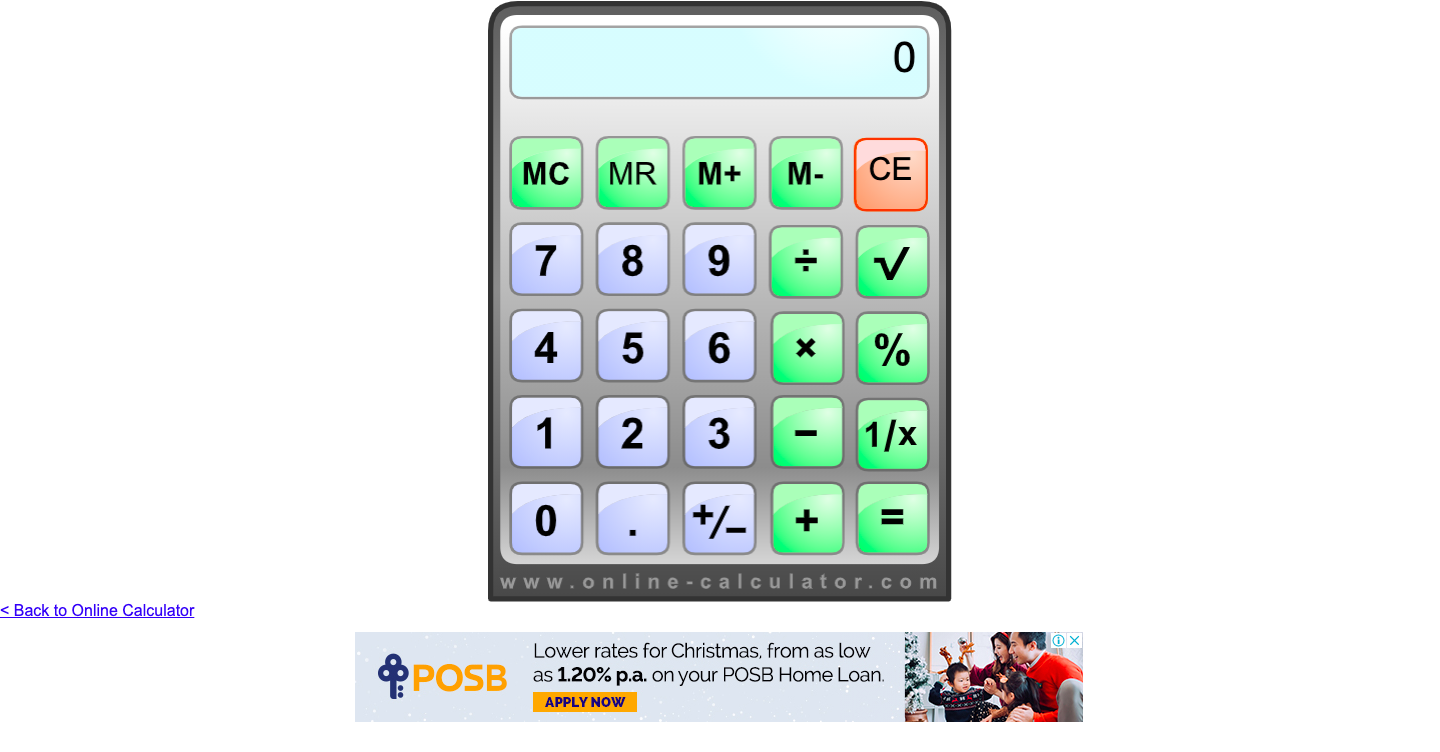 0
MC MR M+ M- CE
7 8 9 ÷ √
4 5 6 × %
1 2 3 − 1/x
0 . +/− + =
www.online-calculator.com
< Back to Online Calculator
POSB
Lower rates for Christmas, from as low
as 1.20% p.a. on your POSB Home Loan.
APPLY NOW